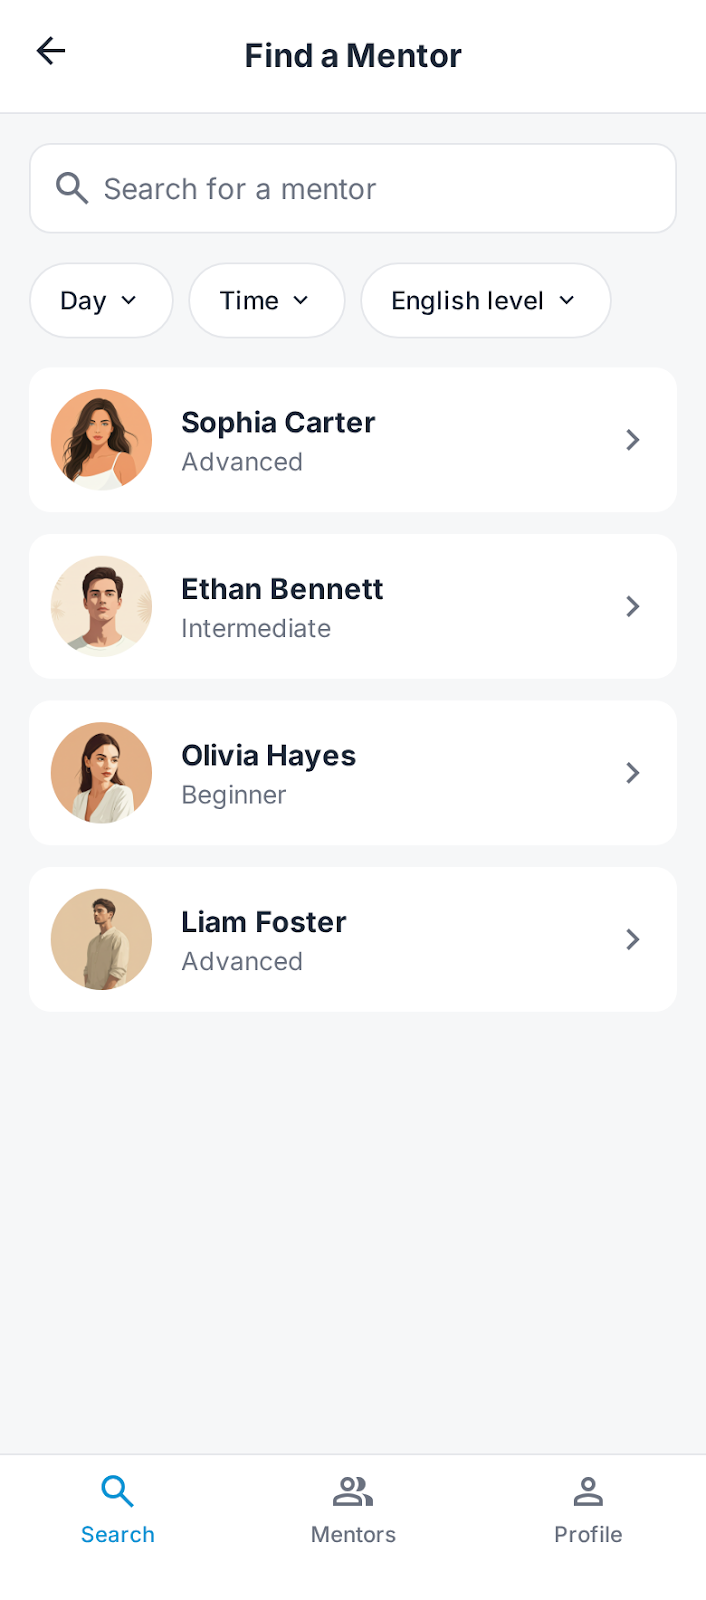 Find a Mentor
Search for a mentor
Day
Time
English level
Sophia Carter
Advanced
Ethan Bennett
Intermediate
Olivia Hayes
Beginner
Liam Foster
Advanced
Search
Mentors
Profile